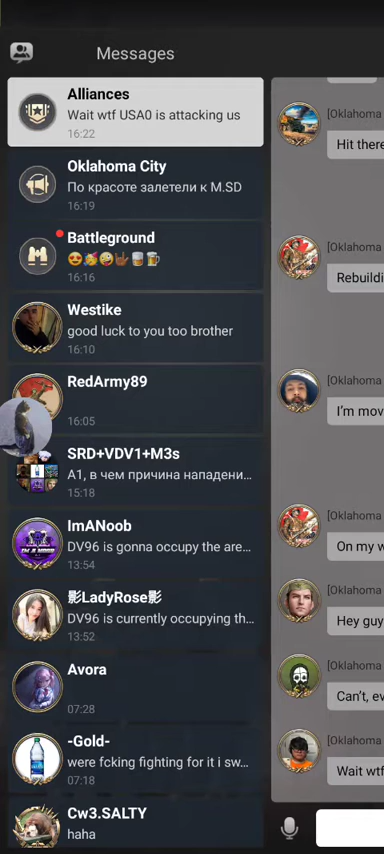 Messages
Alliances
Wait wtf USA0 is attacking us
16:22
Oklahoma City
По красоте залетели к M.SD
16:19
Battleground
😍🥳🤪🤘🏾🥃🍻
16:16
Westike
good luck to you too brother
16:10
RedArmy89
16:05
SRD+VDV1+M3s
А1, в чем причина нападени...
15:18
ImANoob
DV96 is gonna occupy the are...
13:54
影LadyRose影
DV96 is currently occupying th...
13:52
Avora
07:28
-Gold-
were fcking fighting for it i sw...
07:18
Cw3.SALTY
haha
[Oklahoma
Hit there
[Oklahoma
Rebuildi
[Oklahoma
I'm mov
[Oklahoma
On my w
[Oklahoma
Hey guy
[Oklahoma
Can't, e
[Oklahoma
Wait wtf